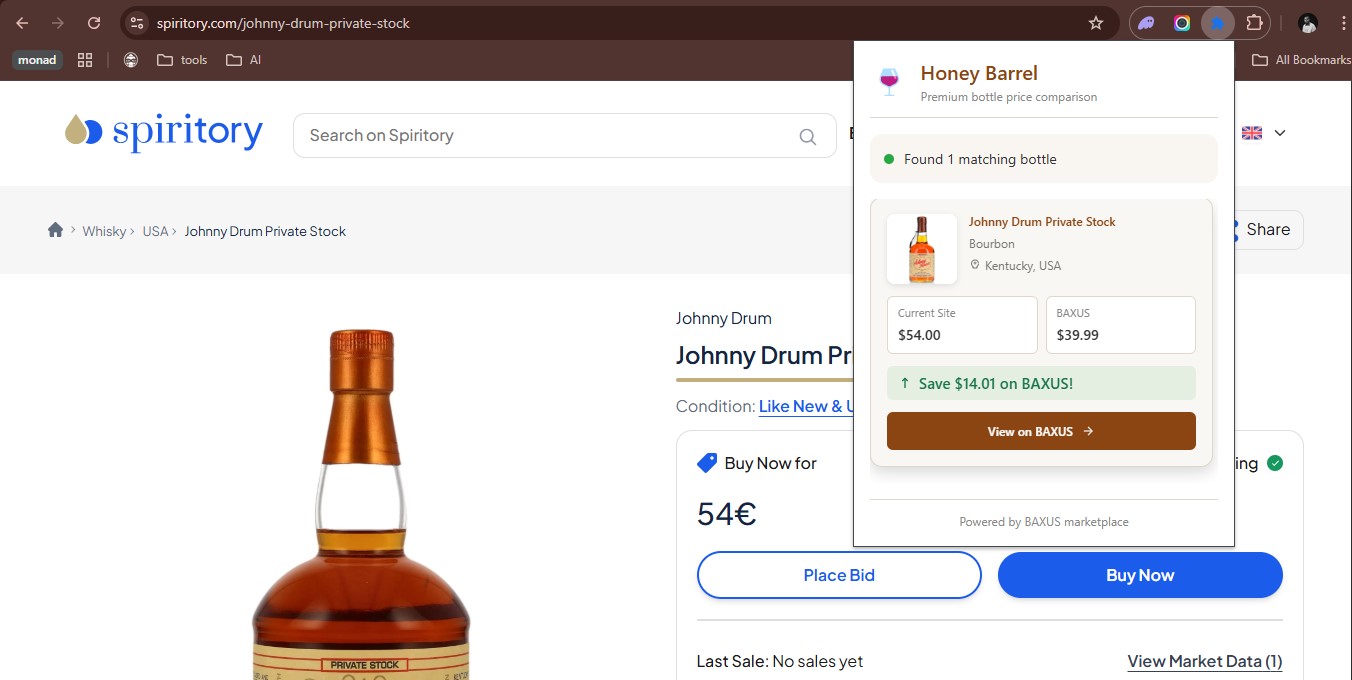 spiritory.com/johnny-drum-private-stock
monad
tools
AI
All Bookmarks
spiritory
Search on Spiritory
Whisky
USA
Johnny Drum Private Stock
Share
Honey Barrel
Premium bottle price comparison
Found 1 matching bottle
Johnny Drum Private Stock
Bourbon
Kentucky, USA
Current Site
$54.00
BAXUS
$39.99
↑ Save $14.01 on BAXUS!
View on BAXUS →
Powered by BAXUS marketplace
Johnny Drum
Johnny Drum Pr
Condition: Like New & U
Buy Now for
ing
54€
Place Bid
Buy Now
Last Sale: No sales yet
View Market Data (1)
PRIVATE STOCK